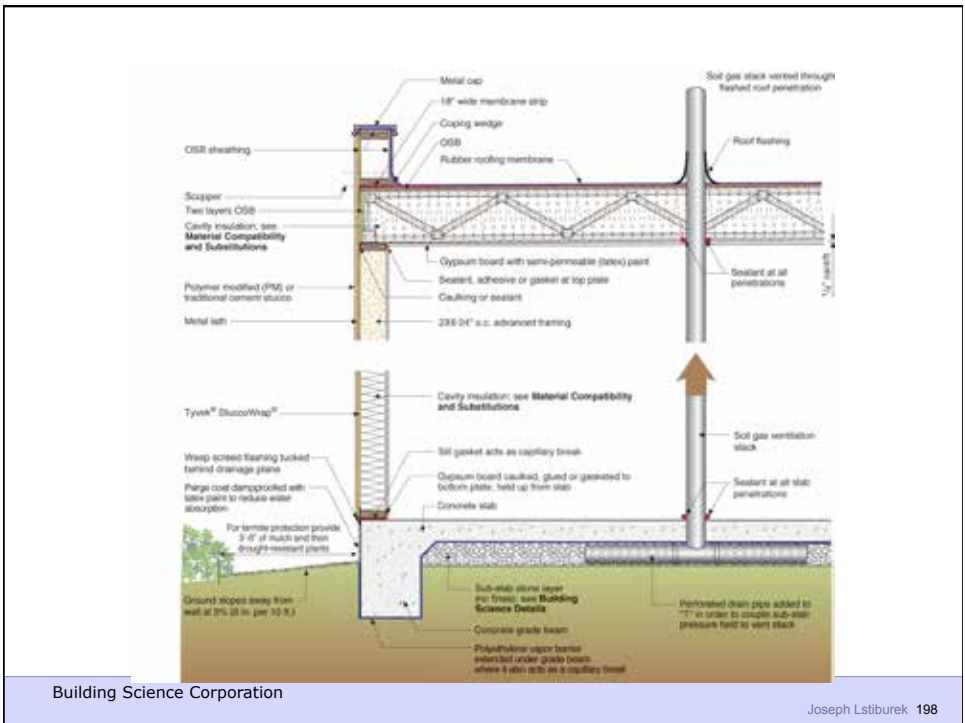 Metal cap
18" wide membrane strip
Coping wedge
OSB
Rubber roofing membrane
Soil gas stack vented through
flashed roof penetration
Roof flashing
OSB sheathing
Scupper
Two layers OSB
Cavity insulation, see
Material Compatibility
and Substitutions
Polymer modified (PM) or
traditional cement stucco
Metal lath
Gypsum board with semi-permeable (latex) paint
Sealant, adhesive or gasket at top plate
Caulking or sealant
2X6 24" o.c. advanced framing
Sealant at all
penetrations
Tyvek® StuccoWrap®
Weep screed flashing tucked
behind drainage plane
Parge coat dampproofed with
latex paint to reduce water
absorption
For termite protection provide
3'-0" of mulch and then
drought-resistant plants
Ground slopes away from
wall at 5% (6 in. per 10 ft.)
Cavity insulation; see Material Compatibility
and Substitutions
Sill gasket acts as capillary break
Gypsum board caulked, glued or gasketed to
bottom plate; held up from slab
Concrete slab
Soil gas ventilation
stack
Sealant at all slab
penetrations
Sub-slab stone layer
(no fines), see Building
Science Details
Concrete grade beam
Polyethylene vapor barrier
extended under grade beam
where it also acts as a capillary break
Perforated drain pipe added to
"T" in order to couple sub-slab
pressure field to vent stack
Building Science Corporation
Joseph Lstiburek 198